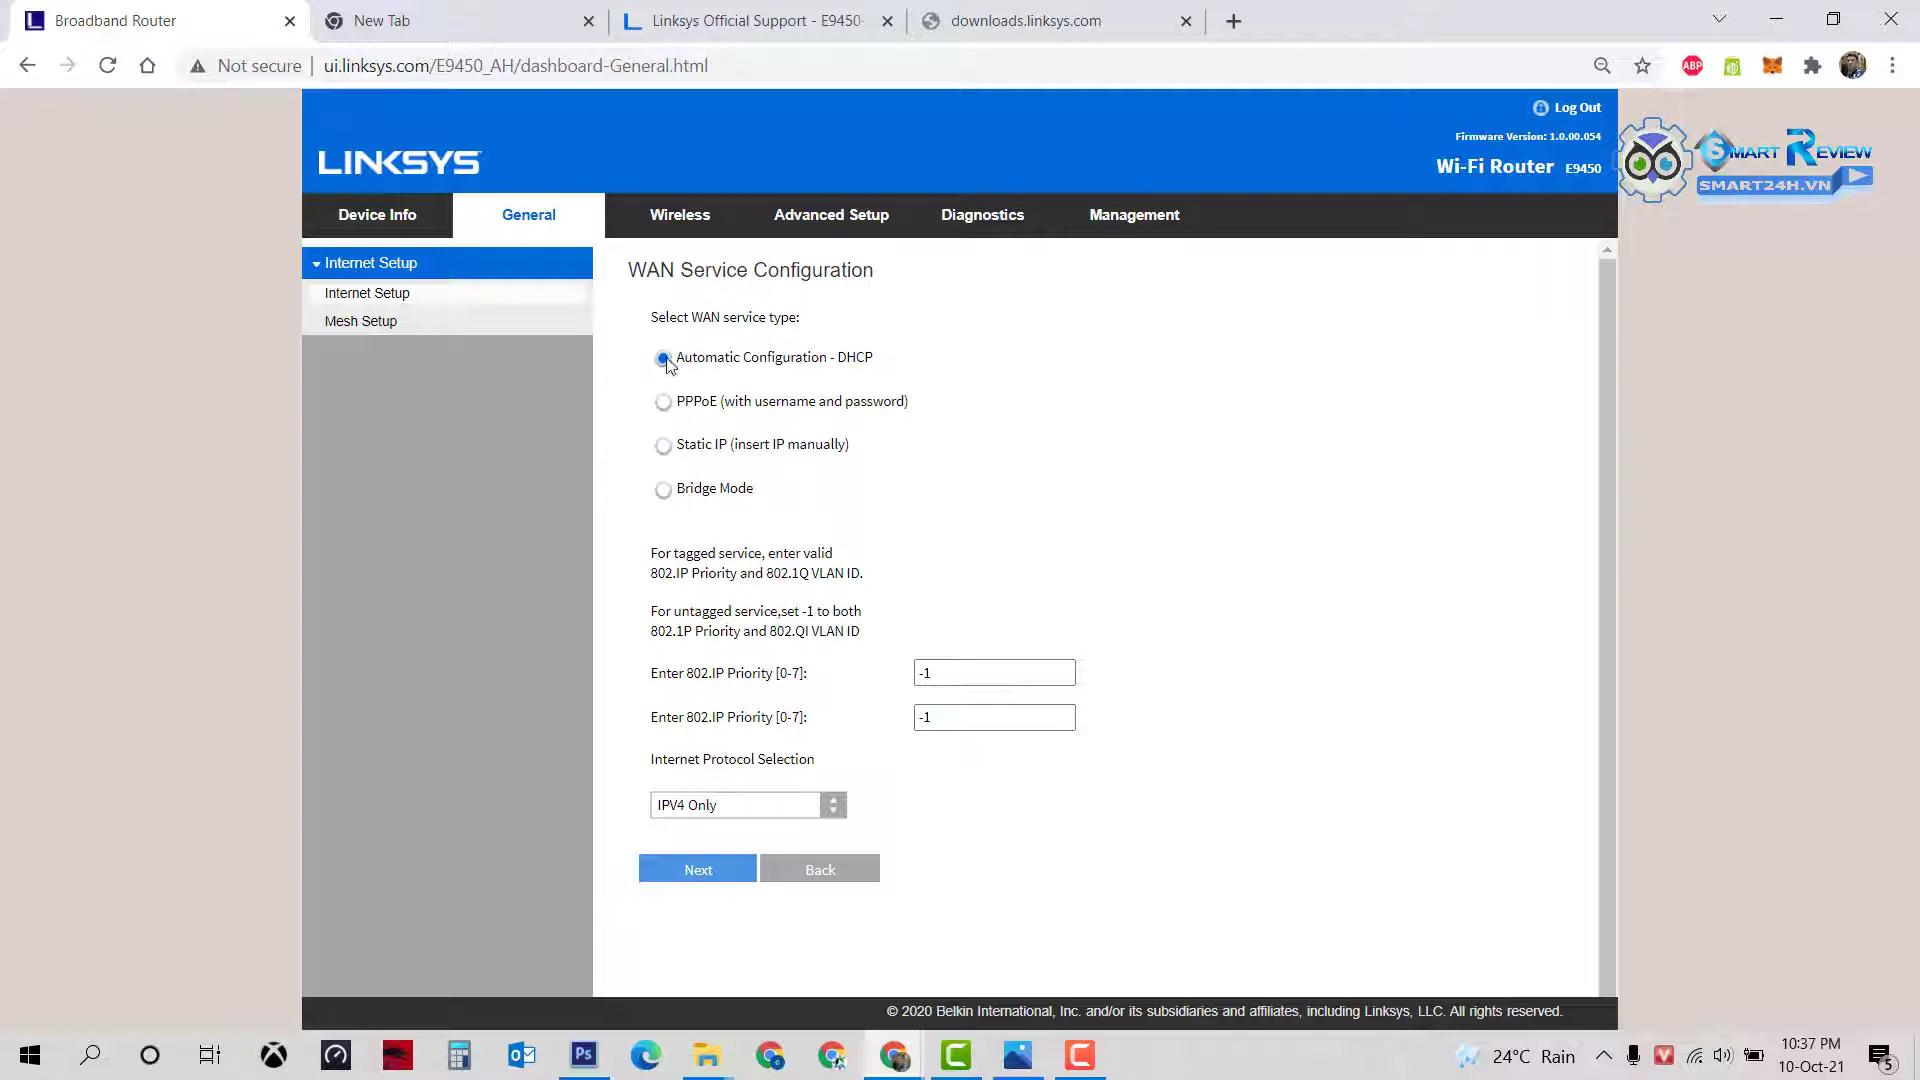 Broadband Router
New Tab
Linksys Official Support - E9450-
downloads.linksys.com
Not secure
ui.linksys.com/E9450_AH/dashboard-General.html
ABP
Log Out
Firmware Version: 1.0.00.054
LINKSYS
Wi-Fi Router E9450
SMART REVIEW
SMART24H.VN
Device Info
General
Wireless
Advanced Setup
Diagnostics
Management
Internet Setup
Internet Setup
Mesh Setup
WAN Service Configuration
Select WAN service type:
Automatic Configuration - DHCP
PPPoE (with username and password)
Static IP (insert IP manually)
Bridge Mode
For tagged service, enter valid
802.IP Priority and 802.1Q VLAN ID.
For untagged service,set -1 to both
802.1P Priority and 802.QI VLAN ID
Enter 802.IP Priority [0-7]:
-1
Enter 802.IP Priority [0-7]:
-1
Internet Protocol Selection
IPV4 Only
Next
Back
© 2020 Belkin International, Inc. and/or its subsidiaries and affiliates, including Linksys, LLC. All rights reserved.
Ps
24°C Rain
10:37 PM
10-Oct-21
5